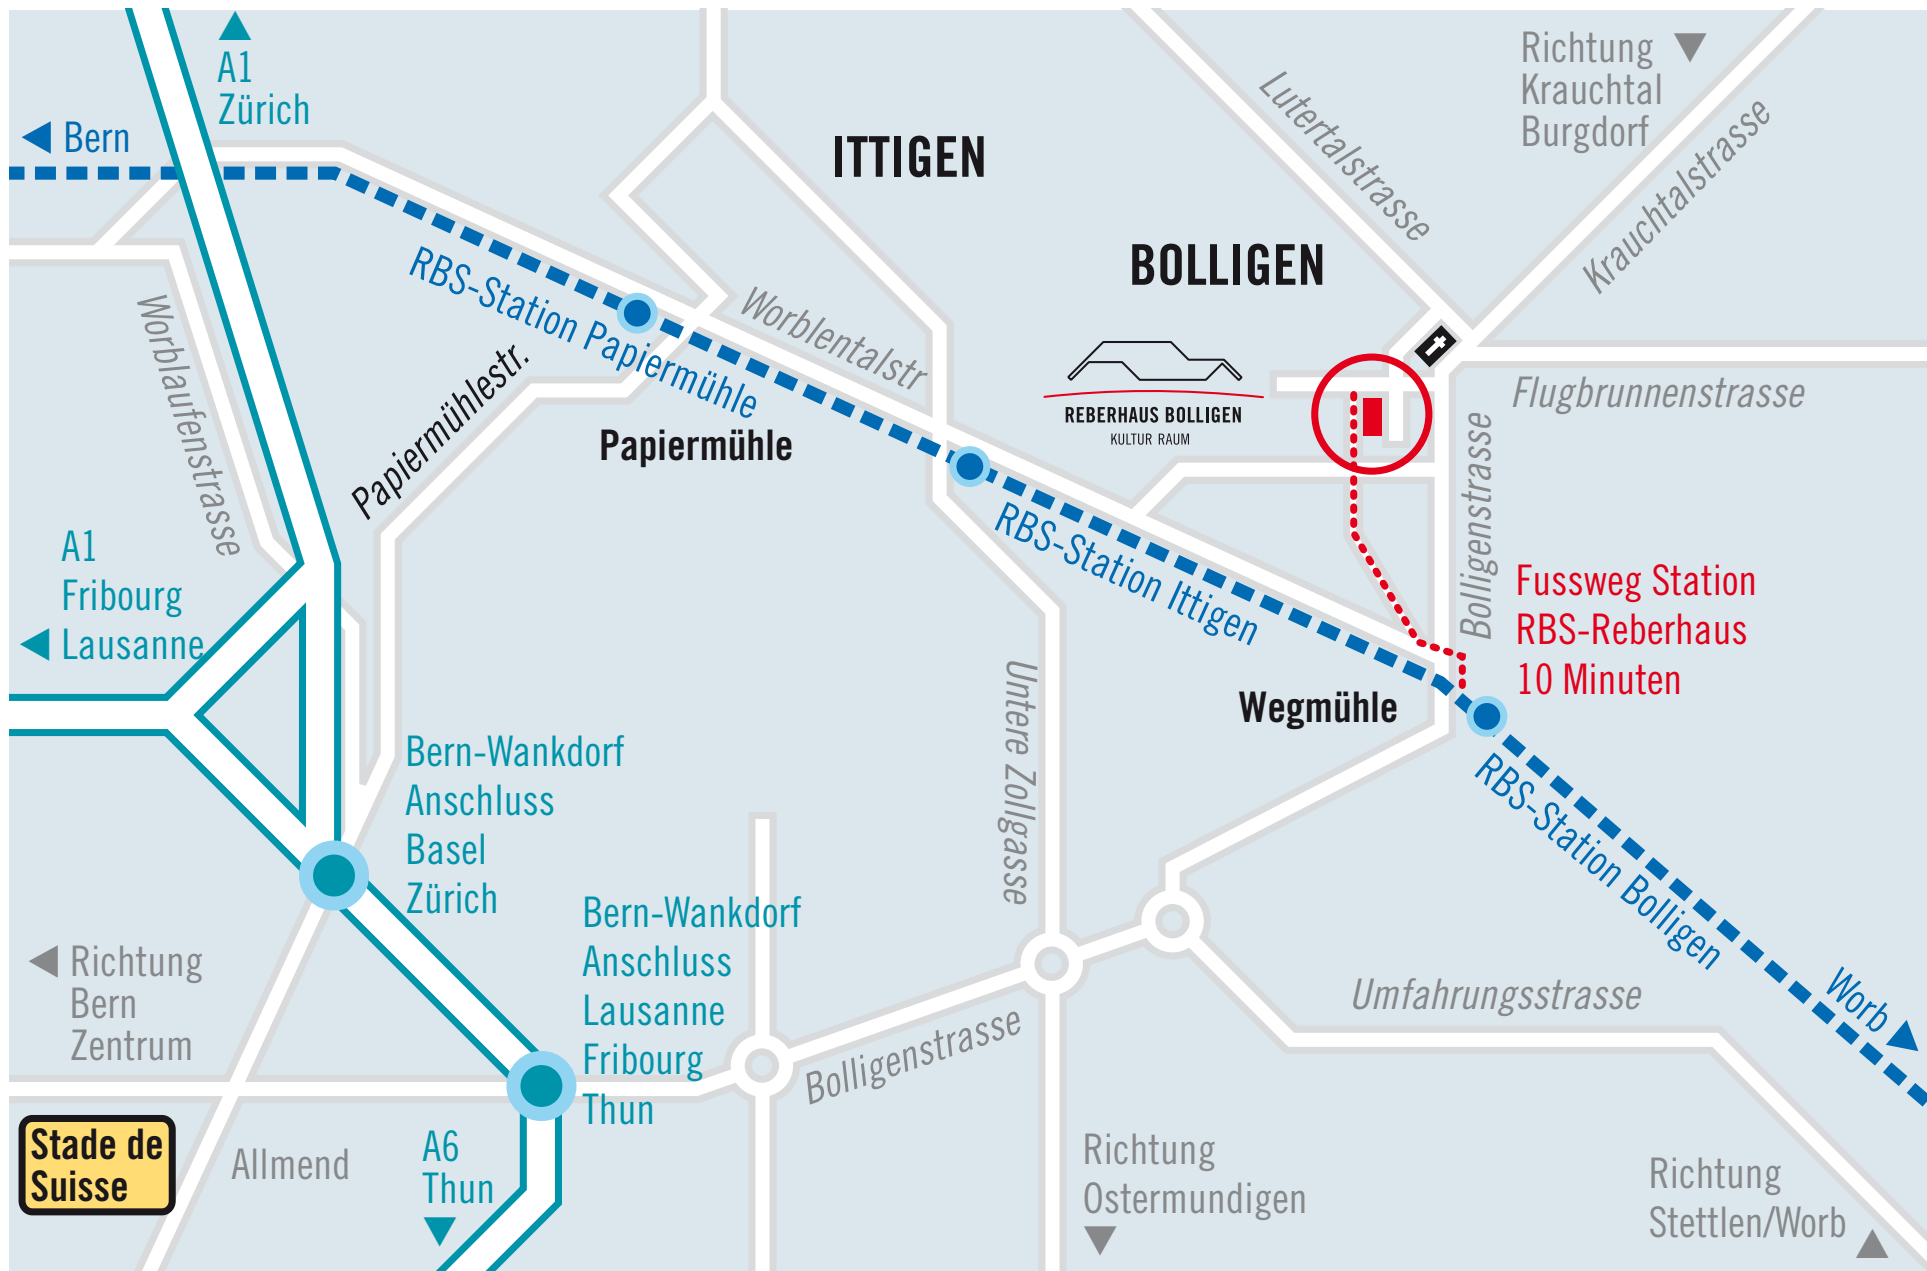 A1
Zürich
Bern
ITTIGEN
BOLLIGEN
Lutertalstrasse
Richtung
Krauchtal
Burgdorf
Krauchtalstrasse
RBS-Station Papiermühle
Worblentalstr
Worblaufenstrasse
Papiermühlestr.
Papiermühle
REBERHAUS BOLLIGEN
KULTUR RAUM
Flugbrunnenstrasse
Bolligenstrasse
RBS-Station Ittigen
A1
Fribourg
Lausanne
Fussweg Station
RBS-Reberhaus
10 Minuten
Wegmühle
Untere Zollgasse
Bern-Wankdorf
Anschluss
Basel
Zürich
RBS-Station Bolligen
Bern-Wankdorf
Anschluss
Lausanne
Fribourg
Thun
Richtung
Bern
Zentrum
Umfahrungsstrasse
Worb
Bolligenstrasse
Stade de
Suisse
Allmend
A6
Thun
Richtung
Ostermundigen
Richtung
Stettlen/Worb